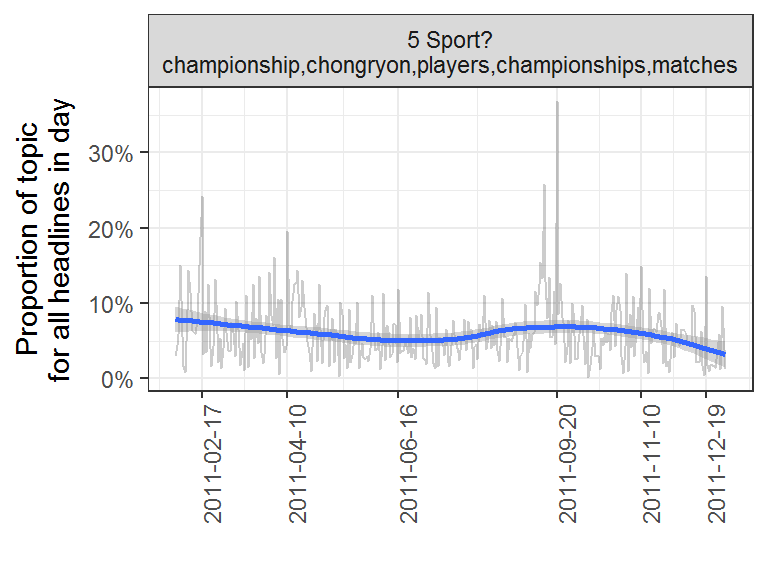 5 Sport?
championship,chongryon,players,championships,matches
Proportion of topic
for all headlines in day
30%
20%
10%
0%
2011-02-17
2011-04-10
2011-06-16
2011-09-20
2011-11-10
2011-12-19